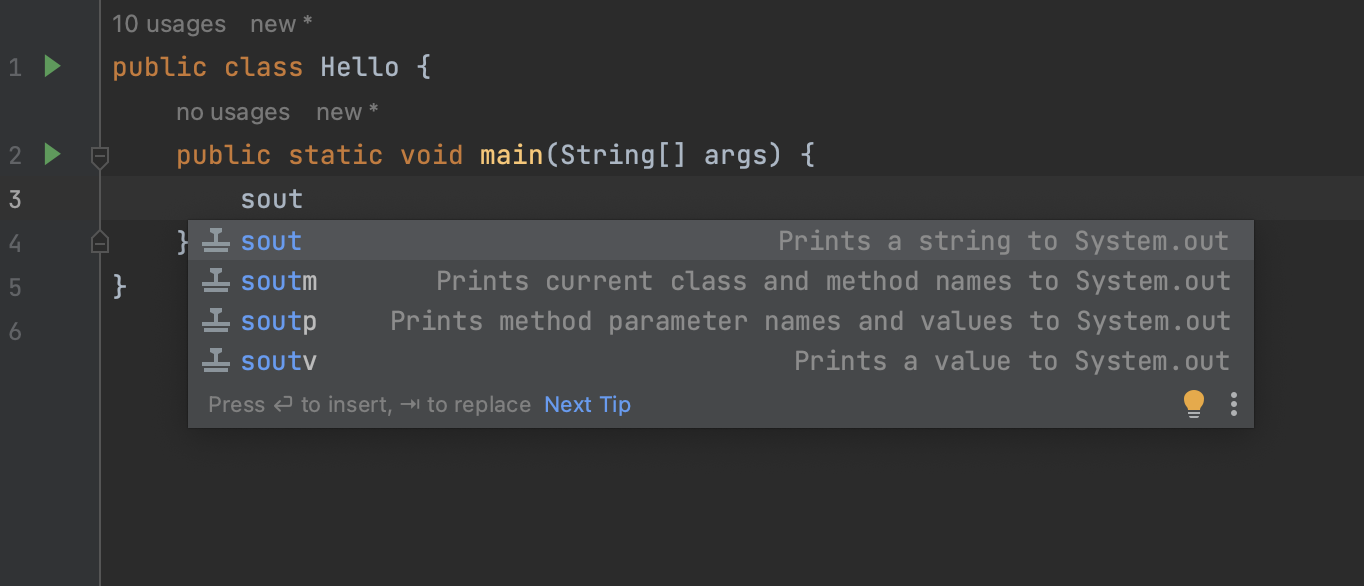 10 usages new *
1 public class Hello {
no usages new *
2 public static void main(String[] args) {
3 sout
4 }
sout Prints a string to System.out
soutm Prints current class and method names to System.out
soutp Prints method parameter names and values to System.out
soutv Prints a value to System.out
Press ↵ to insert, ⇥ to replace Next Tip
5 }
6